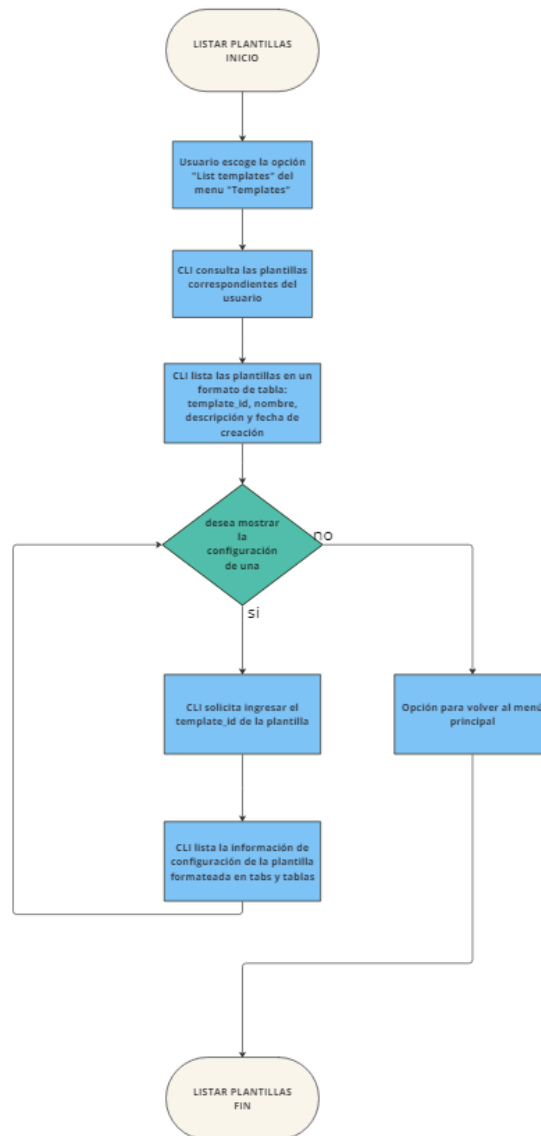 LISTAR PLANTILLAS
INICIO
Usuario escoge la opción
"List templates" del
menu "Templates"
CLI consulta las plantillas
correspondientes del
usuario
CLI lista las plantillas en un
formato de tabla:
template_id, nombre,
descripción y fecha de
creación
desea mostrar
la
configuración
de una
no
si
CLI solicita ingresar el
template_id de la plantilla
Opción para volver al menú
principal
CLI lista la información de
configuración de la plantilla
formateada en tabs y tablas
LISTAR PLANTILLAS
FIN